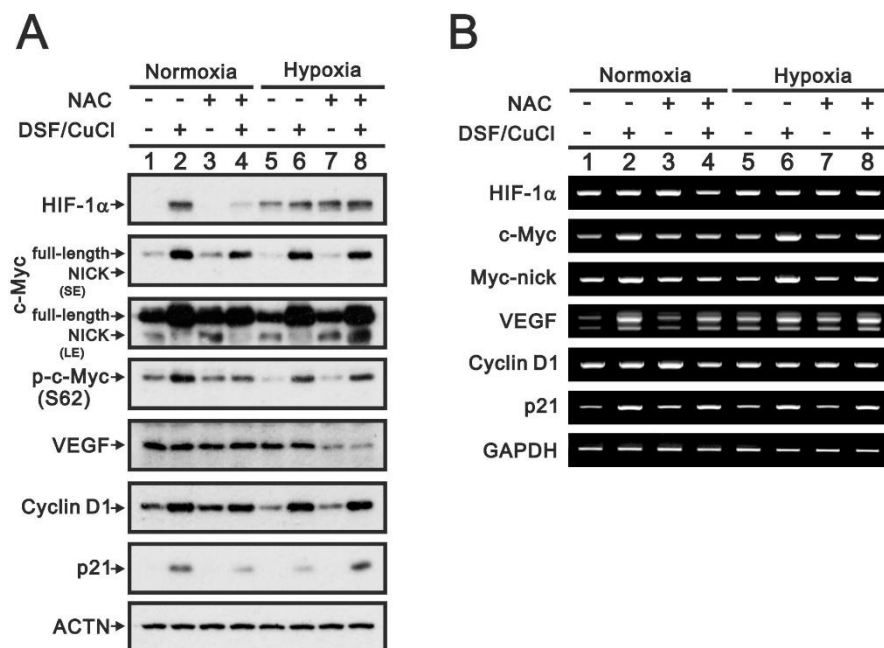 A
Normoxia Hypoxia
NAC - - + + - - + +
DSF/CuCl - + - + - + - +
1 2 3 4 5 6 7 8
HIF-1α
c-Myc
full-length
NICK
(SE)
full-length
NICK
(LE)
p-c-Myc
(S62)
VEGF
Cyclin D1
p21
ACTN
B
Normoxia Hypoxia
NAC - - + + - - + +
DSF/CuCl - + - + - + - +
1 2 3 4 5 6 7 8
HIF-1α
c-Myc
Myc-nick
VEGF
Cyclin D1
p21
GAPDH